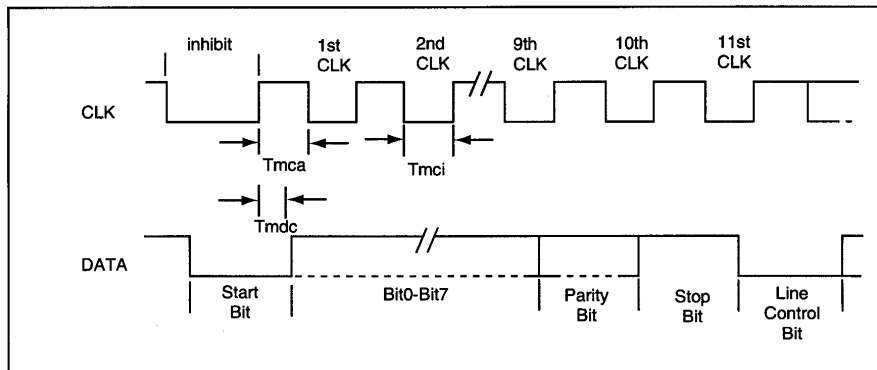 inhibit
1st
CLK
2nd
CLK
9th
CLK
10th
CLK
11st
CLK
CLK
Tmca
Tmci
Tmdc
DATA
Start
Bit
Bit0-Bit7
Parity
Bit
Stop
Bit
Line
Control
Bit